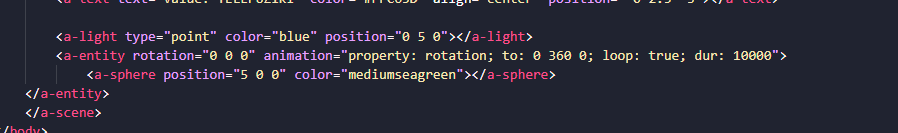 <a-light type="point" color="blue" position="0 5 0"></a-light>
<a-entity rotation="0 0 0" animation="property: rotation; to: 0 360 0; loop: true; dur: 10000">
<a-sphere position="5 0 0" color="mediumseagreen"></a-sphere>
</a-entity>
</a-scene>
</body>